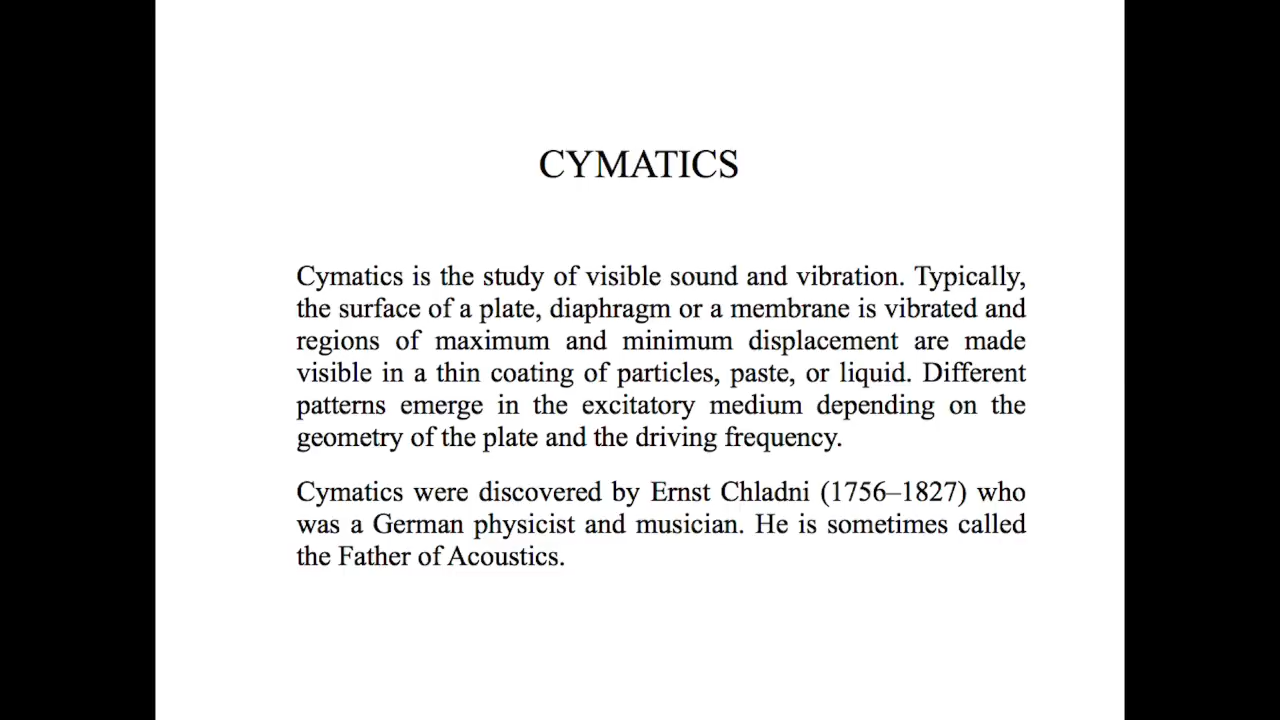 CYMATICS
Cymatics is the study of visible sound and vibration. Typically,
the surface of a plate, diaphragm or a membrane is vibrated and
regions of maximum and minimum displacement are made
visible in a thin coating of particles, paste, or liquid. Different
patterns emerge in the excitatory medium depending on the
geometry of the plate and the driving frequency.
Cymatics were discovered by Ernst Chladni (1756–1827) who
was a German physicist and musician. He is sometimes called
the Father of Acoustics.